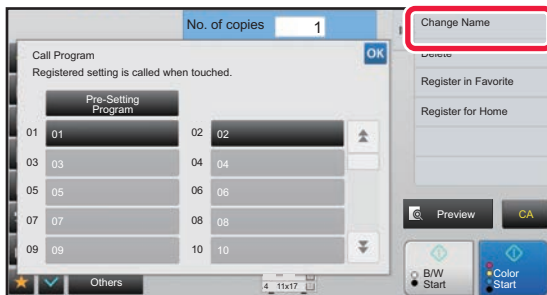 No. of copies 1
Change Name
Call Program
OK
Registered setting is called when touched.
Delete
Register in Favorite
Register for Home
Pre-Setting
Program
01 01 02 02
03 03 04 04
05 05 06 06
07 07 08 08
09 09 10 10
Preview
CA
B/W
Start
Color
Start
Others
4 11x17